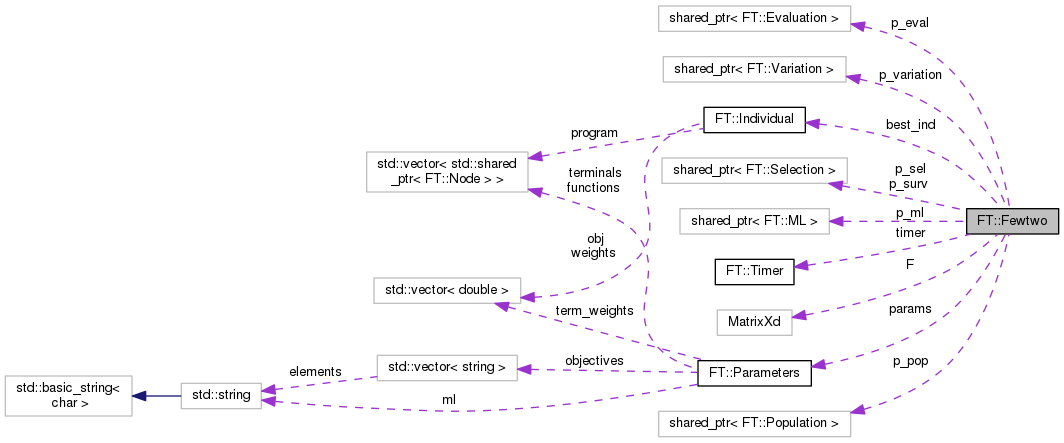 shared_ptr< FT::Evaluation >
p_eval
shared_ptr< FT::Variation >
p_variation
FT::Individual
best_ind
program
std::vector< std::shared
_ptr< FT::Node > >
terminals
functions
shared_ptr< FT::Selection >
p_sel
p_surv
shared_ptr< FT::ML >
p_ml
FT::Fewtwo
timer
obj
weights
FT::Timer
F
std::vector< double >
term_weights
MatrixXd
params
objectives
std::vector< string >
FT::Parameters
p_pop
elements
std::basic_string<
char >
std::string
ml
shared_ptr< FT::Population >